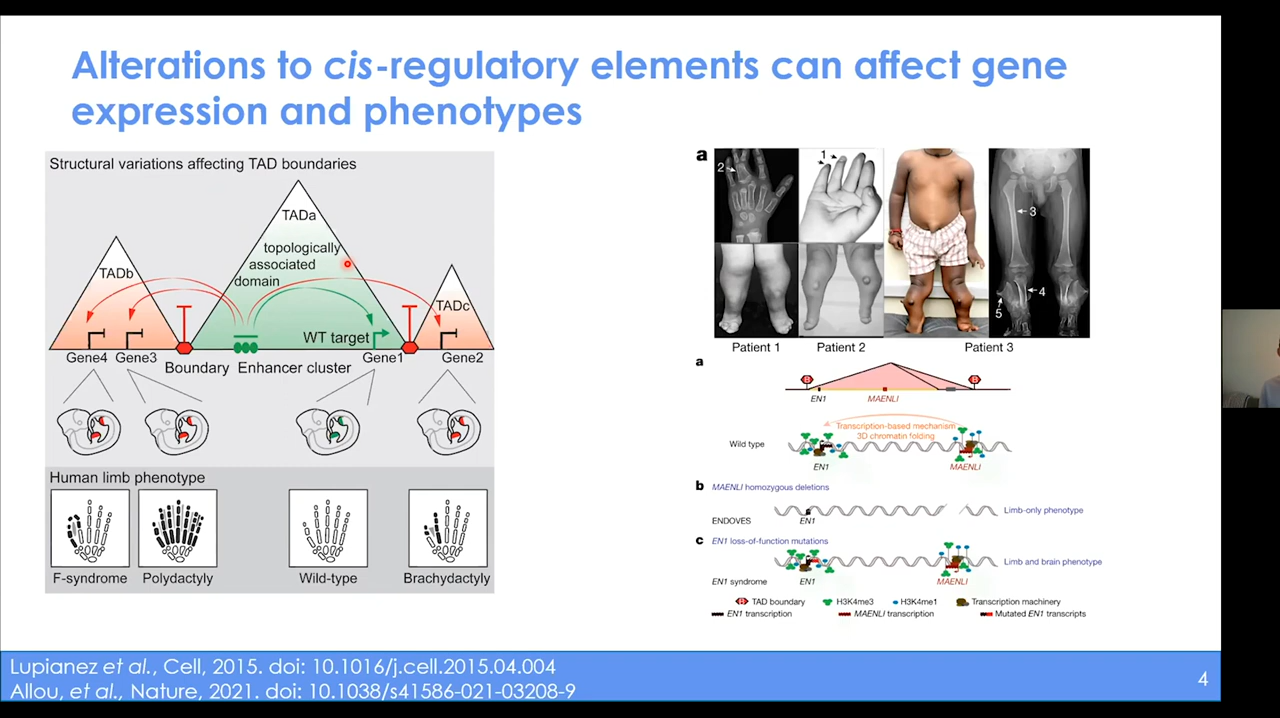 Alterations to cis-regulatory elements can affect gene
expression and phenotypes
Structural variations affecting TAD boundaries
TADa
topologically
associated
domain
TADb
TADc
WT target
Gene4
Gene3
Boundary
Enhancer cluster
Gene1
Gene2
Human limb phenotype
F-syndrome
Polydactyly
Wild-type
Brachydactyly
a
2
1
3
4
5
Patient 1
Patient 2
Patient 3
a
B
B
EN1
MAENLI
Transcription-based mechanism
3D chromatin folding
Wild type
EN1
MAENLI
b
MAENLI homozygous deletions
Limb-only phenotype
ENDOVES
EN1
c
EN1 loss-of-function mutations
Limb and brain phenotype
EN1 syndrome
EN1
MAENLI
B TAD boundary
H3K4me3
H3K4me1
Transcription machinery
EN1 transcription
MAENLI transcription
Mutated EN1 transcripts
Lupianez et al., Cell, 2015. doi: 10.1016/j.cell.2015.04.004
Allou, et al., Nature, 2021. doi: 10.1038/s41586-021-03208-9
4